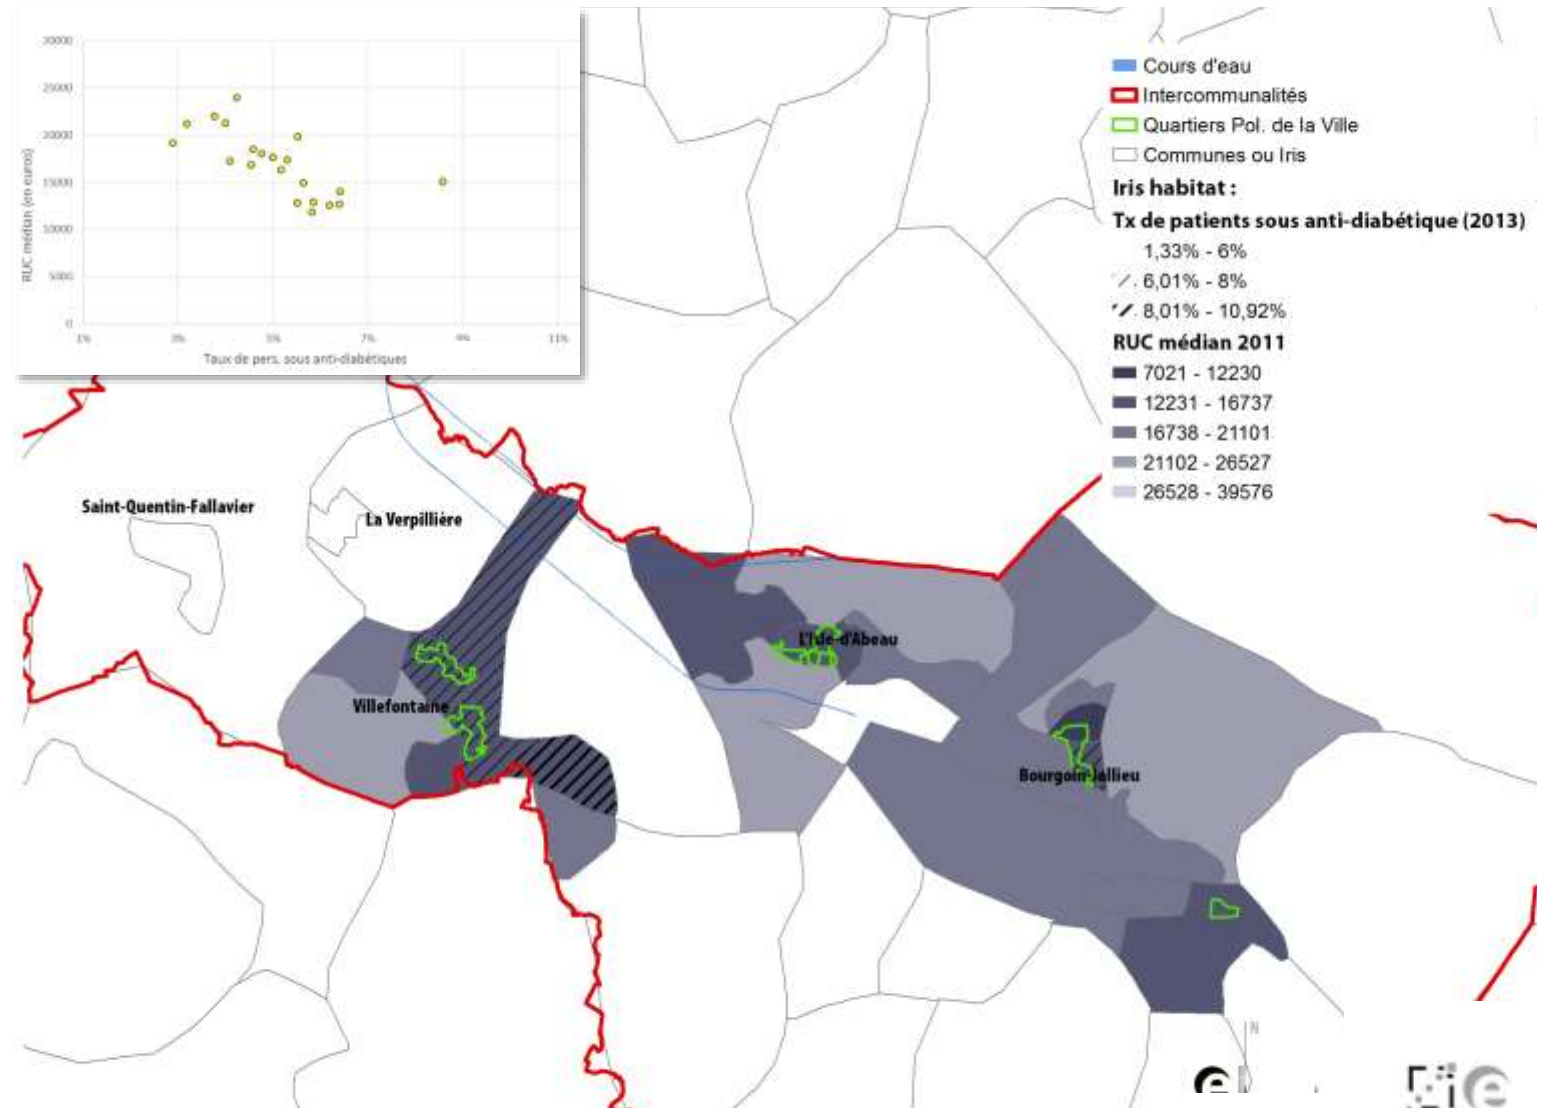 30000
25000
20000
15000
10000
5000
0
RUC médian (en euros)
1%
3%
5%
7%
9%
11%
Taux de pers. sous anti-diabétiques
Cours d'eau
Intercommunalités
Quartiers Pol. de la Ville
Communes ou Iris
Iris habitat :
Tx de patients sous anti-diabétique (2013)
1,33% - 6%
6,01% - 8%
8,01% - 10,92%
RUC médian 2011
7021 - 12230
12231 - 16737
16738 - 21101
21102 - 26527
26528 - 39576
Saint-Quentin-Fallavier
La Verpillière
L'Isle-d'Abeau
Villefontaine
Bourgoin-Jallieu
N